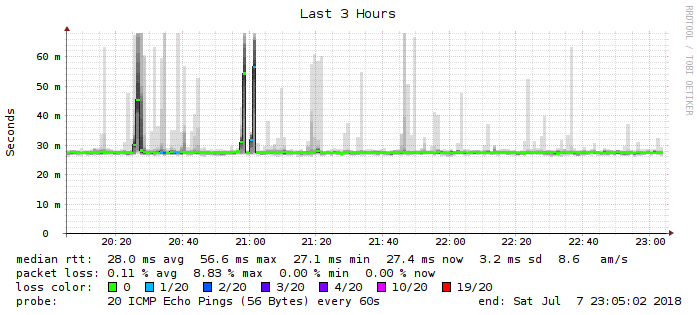 Last 3 Hours
RRDTOOL / TOBI OETIKER
Seconds
60 m
50 m
40 m
30 m
20 m
10 m
0
20:20 20:40 21:00 21:20 21:40 22:00 22:20 22:40 23:00
median rtt: 28.0 ms avg 56.6 ms max 27.1 ms min 27.4 ms now 3.2 ms sd 8.6 am/s
packet loss: 0.11 % avg 8.83 % max 0.00 % min 0.00 % now
loss color: 0 1/20 2/20 3/20 4/20 10/20 19/20
probe: 20 ICMP Echo Pings (56 Bytes) every 60s end: Sat Jul 7 23:05:02 2018